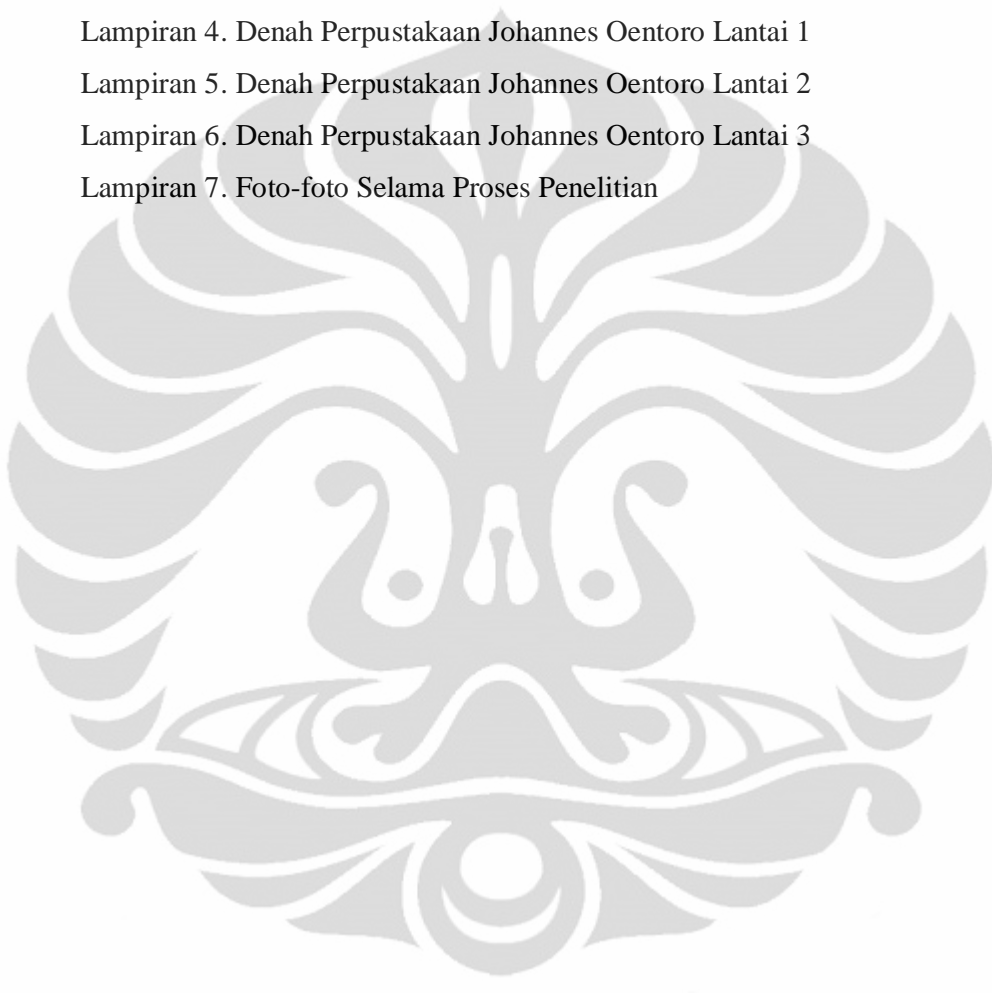 Lampiran 4. Denah Perpustakaan Johannes Oentoro Lantai 1
Lampiran 5. Denah Perpustakaan Johannes Oentoro Lantai 2
Lampiran 6. Denah Perpustakaan Johannes Oentoro Lantai 3
Lampiran 7. Foto-foto Selama Proses Penelitian